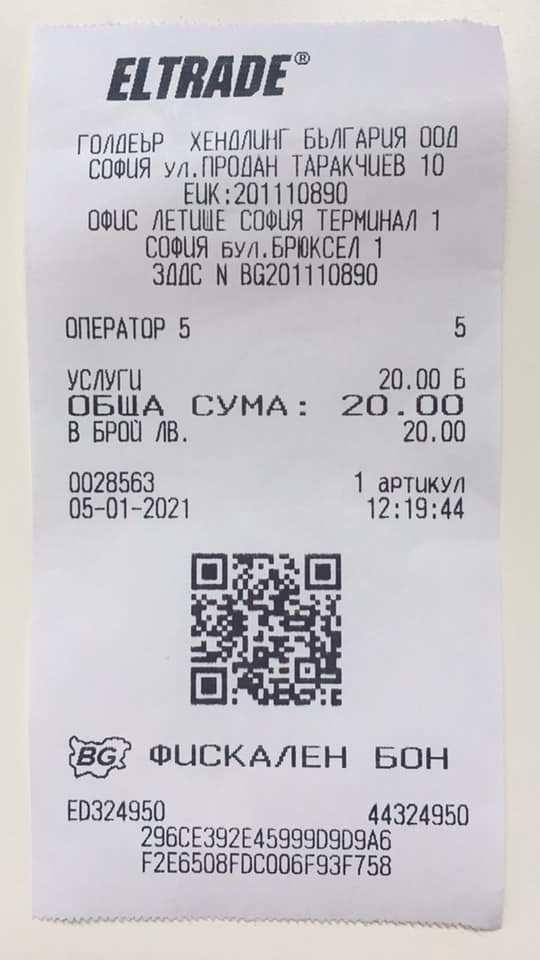 ELTRADE®
ГОЛДЕЪР ХЕНДЛИНГ БЪЛГАРИЯ ООД
СОФИЯ ул.ПРОДАН ТАРАКЧИЕВ 10
ЕИК:201110890
ОФИС ЛЕТИЩЕ СОФИЯ ТЕРМИНАЛ 1
СОФИЯ БУЛ.БРЮКСЕЛ 1
ЗДДС N BG201110890
ОПЕРАТОР 5 5
УСЛУГИ 20.00 Б
ОБЩА СУМА: 20.00
В БРОЙ ЛВ. 20.00
0028563 1 артикул
05-01-2021 12:19:44
BG ФИСКАЛЕН БОН
ED324950 44324950
296CE392E45999D9D9A6
F2E6508FDC006F93F758